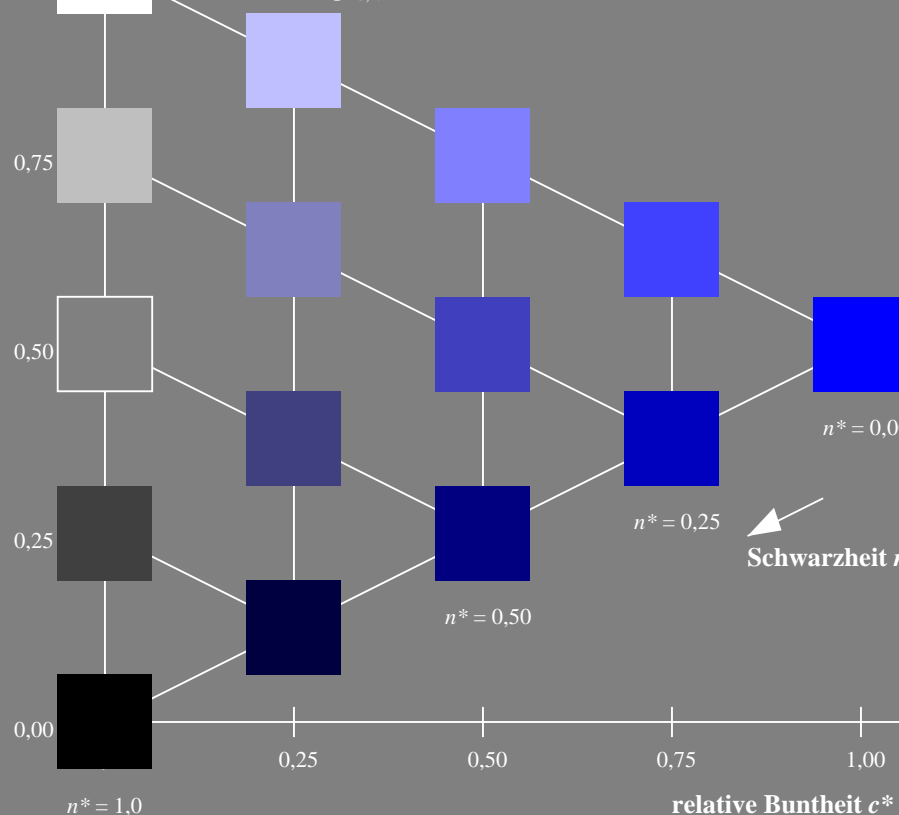 0,75
0,50
n* = 0,0
n* = 0,25
0,25
Schwarzheit n
n* = 0,50
0,00
0,25
0,50
0,75
1,00
n* = 1,0
relative Buntheit c*